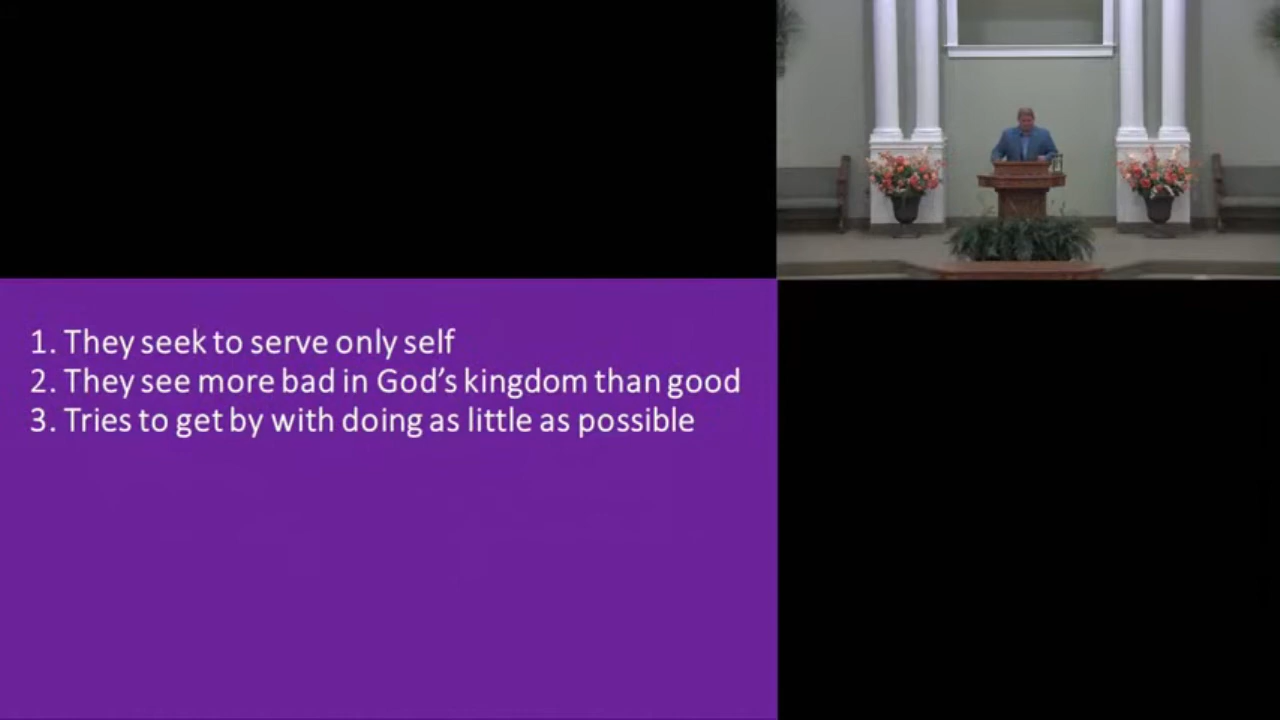 1. They seek to serve only self
2. They see more bad in God's kingdom than good
3. Tries to get by with doing as little as possible